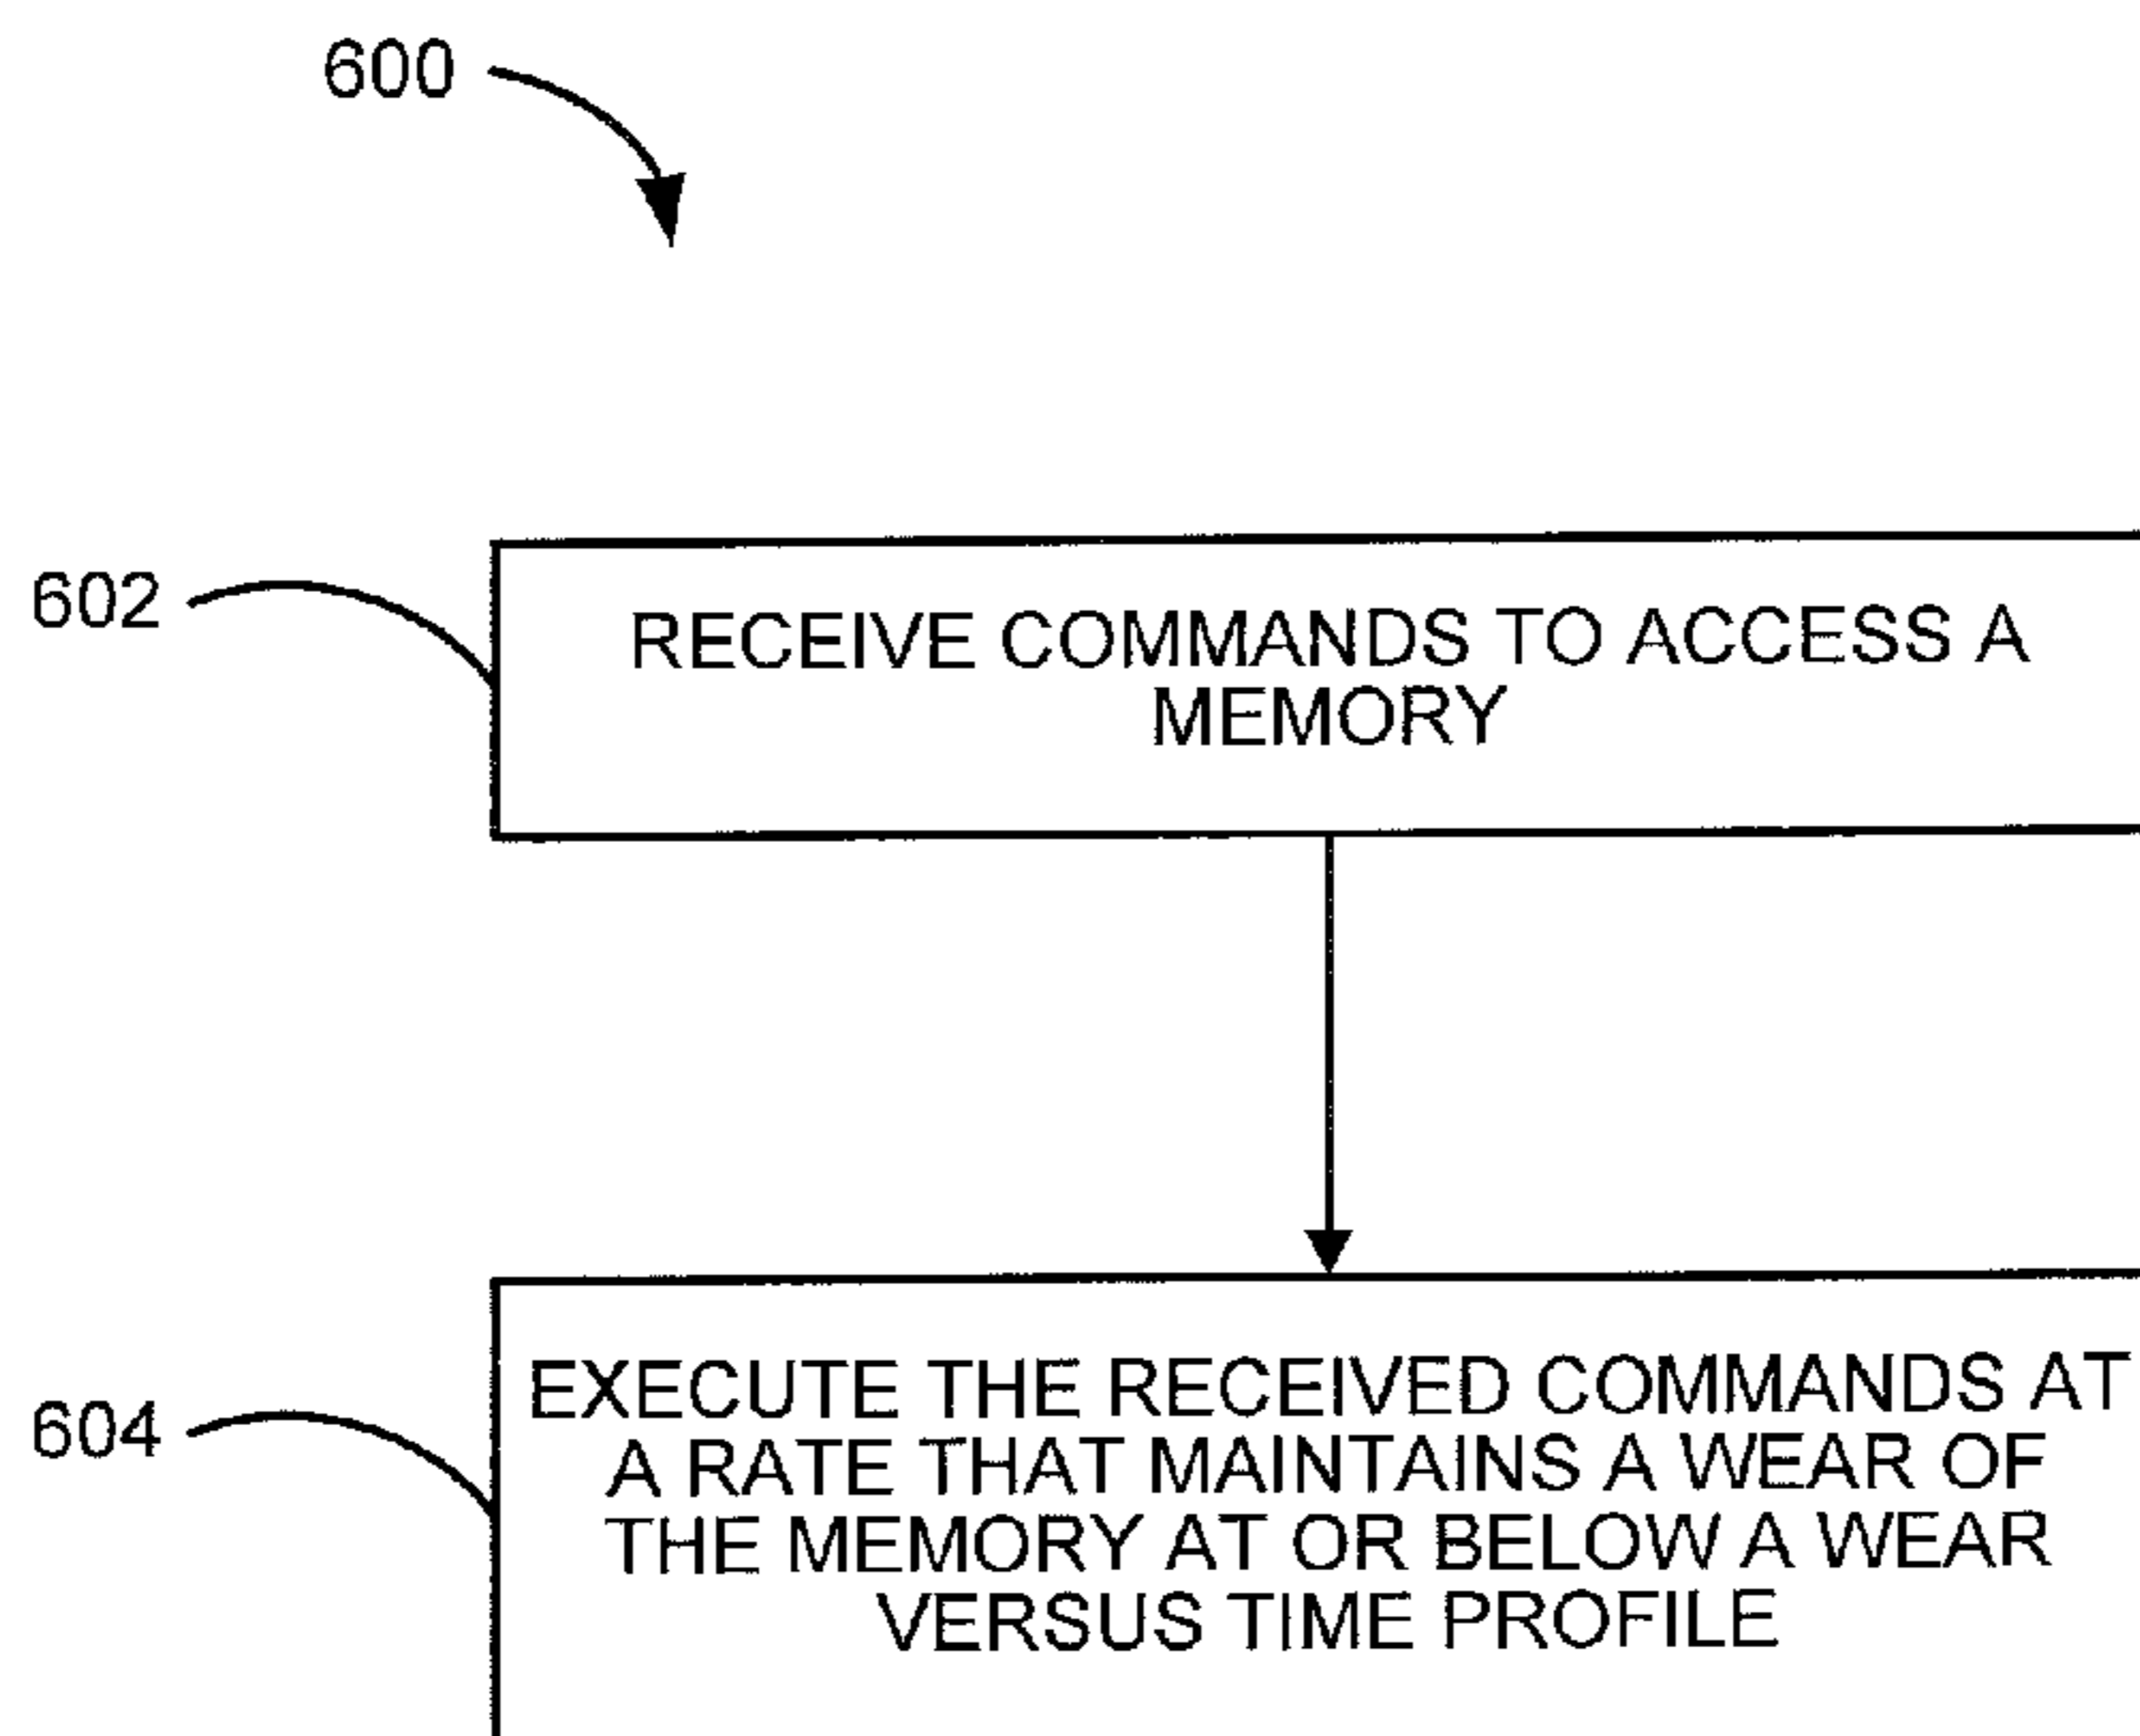 600
602
RECEIVE COMMANDS TO ACCESS A
MEMORY
604
EXECUTE THE RECEIVED COMMANDS AT
A RATE THAT MAINTAINS A WEAR OF
THE MEMORY AT OR BELOW A WEAR
VERSUS TIME PROFILE